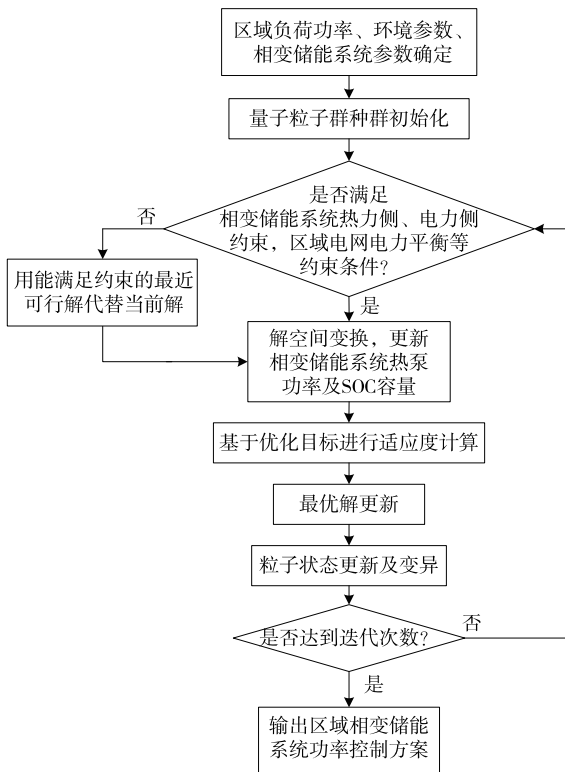 区域负荷功率、环境参数、
相变储能系统参数确定
量子粒子群种群初始化
是否满足
相变储能系统热力侧、电力侧
约束，区域电网电力平衡等
约束条件?
否
用能满足约束的最近
可行解代替当前解
是
解空间变换，更新
相变储能系统热泵
功率及SOC容量
基于优化目标进行适应度计算
最优解更新
粒子状态更新及变异
是否达到迭代次数?
否
是
输出区域相变储能
系统功率控制方案